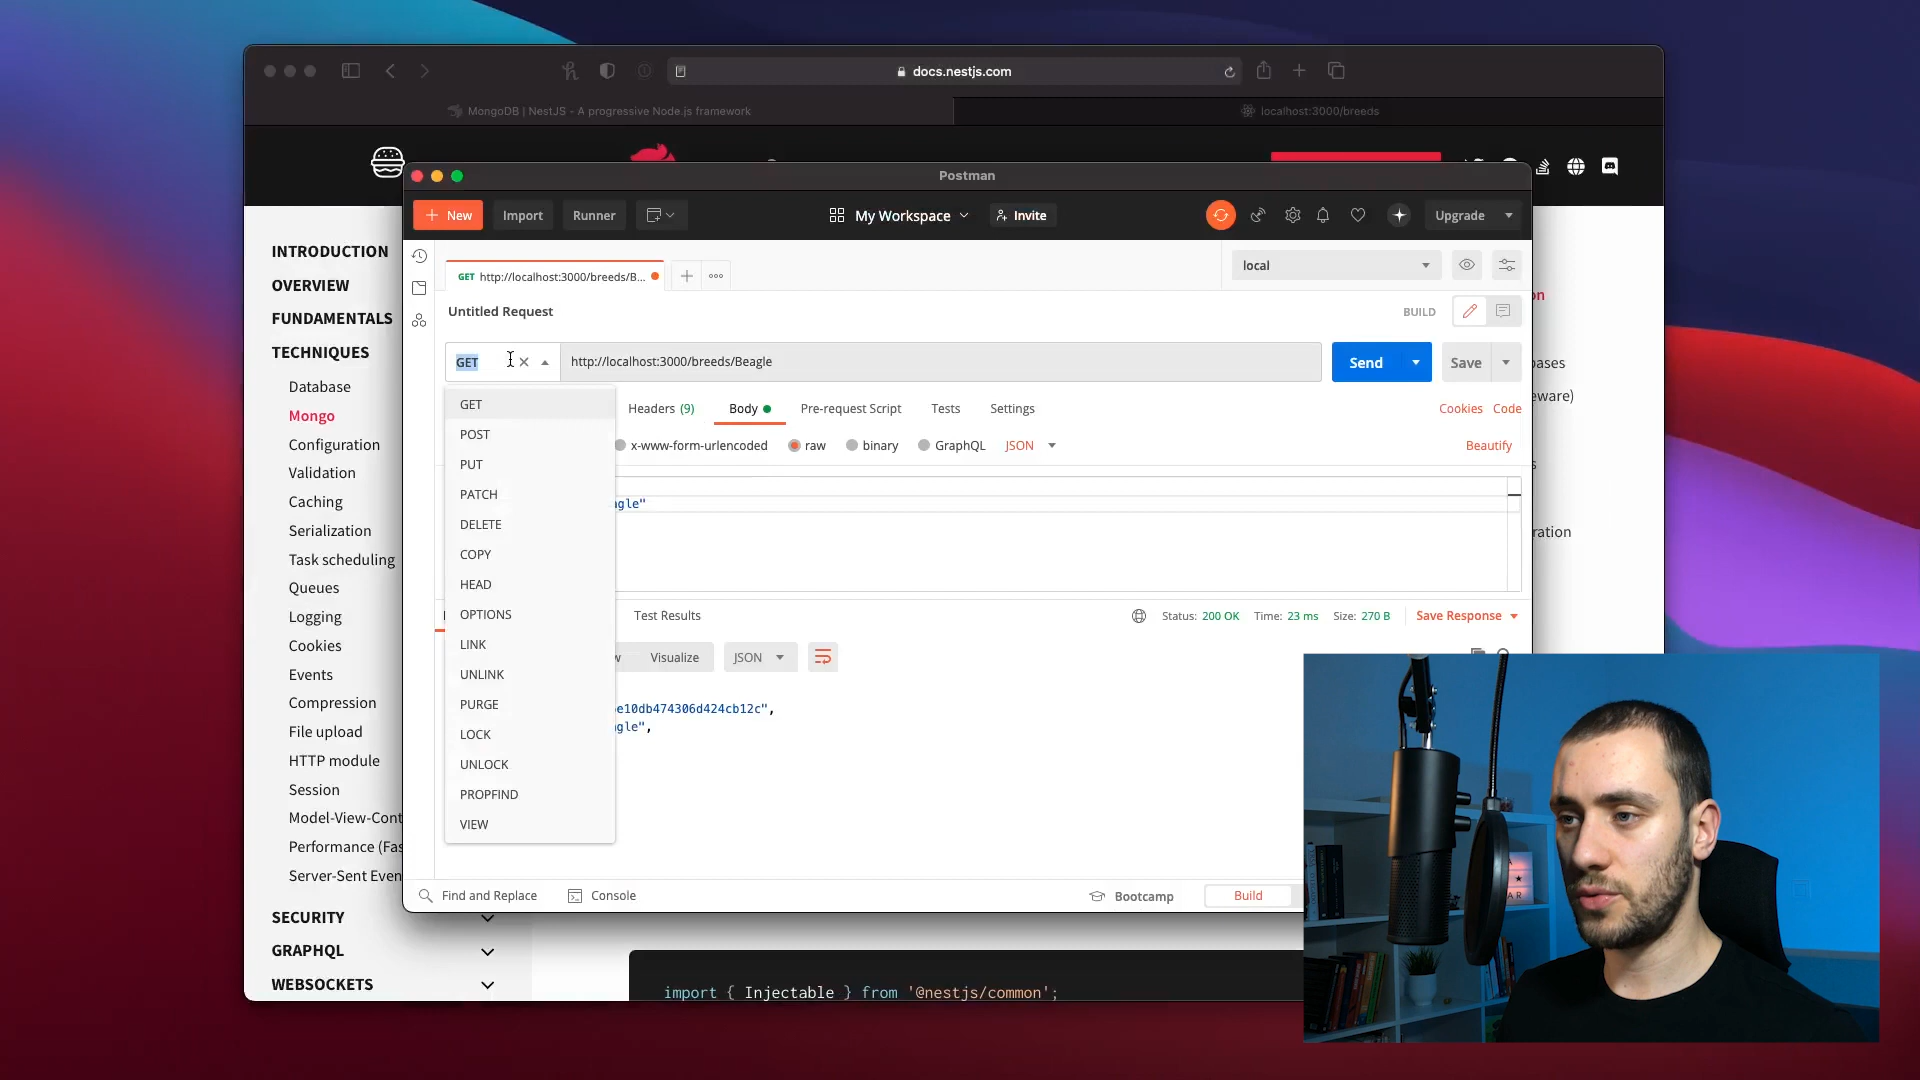 docs.nestjs.com
MongoDB | NestJS - A progressive Node.js framework
localhost:3000/breeds
Postman
New
Import
Runner
My Workspace
Invite
Upgrade
INTRODUCTION
OVERVIEW
FUNDAMENTALS
TECHNIQUES
Database
Mongo
Configuration
Validation
Caching
Serialization
Task scheduling
Queues
Logging
Cookies
Events
Compression
File upload
HTTP module
Session
Model-View-Cont
Performance (Fas
Server-Sent Even
SECURITY
GRAPHQL
WEBSOCKETS
GET http://localhost:3000/breeds/B...
local
Untitled Request
BUILD
GET
http://localhost:3000/breeds/Beagle
Send
Save
GET
POST
PUT
PATCH
DELETE
COPY
HEAD
OPTIONS
LINK
UNLINK
PURGE
LOCK
UNLOCK
PROPFIND
VIEW
Headers (9)
Body
Pre-request Script
Tests
Settings
Cookies
Code
x-www-form-urlencoded
raw
binary
GraphQL
JSON
Beautify
agle"
Test Results
Status: 200 OK
Time: 23 ms
Size: 270 B
Save Response
w
Visualize
JSON
e10db474306d424cb12c",
gle",
Find and Replace
Console
Bootcamp
Build
on
bases
eware)
s
ration
import { Injectable } from '@nestjs/common';
A
A R